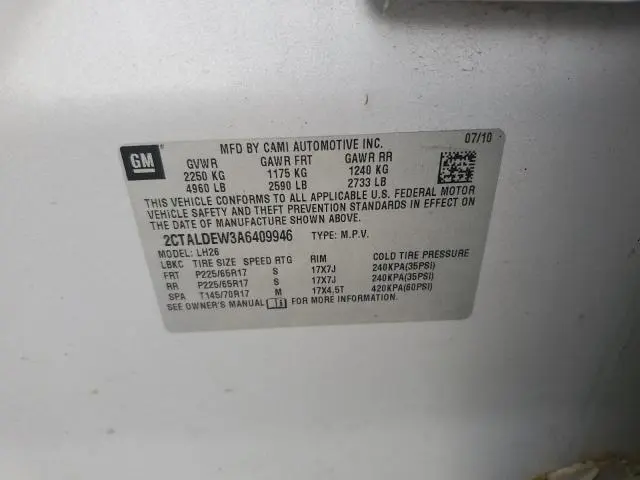 MFD BY CAMI AUTOMOTIVE INC. 07/10
GM
GVWR GAWR FRT GAWR RR
2250 KG 1175 KG 1240 KG
4960 LB 2590 LB 2733 LB
THIS VEHICLE CONFORMS TO ALL APPLICABLE U.S. FEDERAL MOTOR
VEHICLE SAFETY AND THEFT PREVENTION STANDARDS IN EFFECT ON
THE DATE OF MANUFACTURE SHOWN ABOVE.
2CTALDEW3A6409946 TYPE: M.P.V.
MODEL: LH26
LBKC TIRE SIZE SPEED RTG RIM COLD TIRE PRESSURE
FRT P225/65R17 S 17X7J 240KPA(35PSI)
RR P225/65R17 S 17X7J 240KPA(35PSI)
SPA T145/70R17 M 17X4.5T 420KPA(60PSI)
SEE OWNER'S MANUAL i FOR MORE INFORMATION.